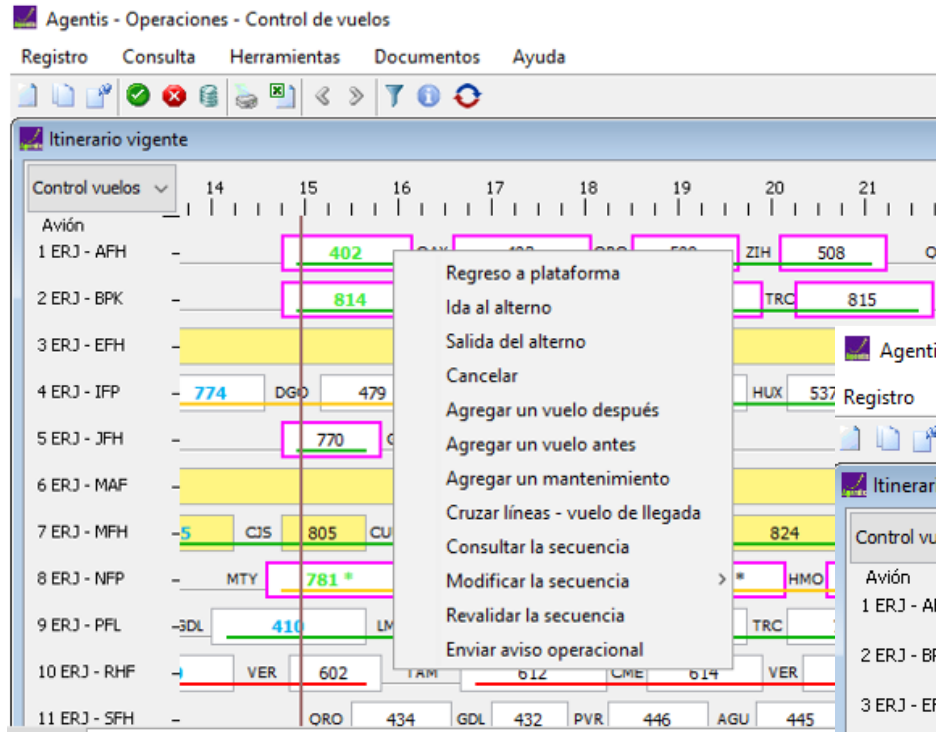 Agentis - Operaciones - Control de vuelos
Registro Consulta Herramientas Documentos Ayuda
Itinerario vigente
Control vuelos 14 15 16 17 18 19 20 21
Avión
1 ERJ - AFH 402 ZIH 508
2 ERJ - BPK 814 TRC 815
3 ERJ - EFH
4 ERJ - IFP 774 DGO 479 HUX 537
5 ERJ - JFH 770
6 ERJ - MAF
7 ERJ - MFH 5 CJS 805 CU 824
8 ERJ - NFP MTY 781 * * HMO
9 ERJ - PFL GDL 410 LM TRC
10 ERJ - RHF VER 602 TAM 612 CME 614 VER
11 ERJ - SFH QRO 434 GDL 432 PVR 446 AGU 445
Regreso a plataforma
Ida al alterno
Salida del alterno
Cancelar
Agregar un vuelo después
Agregar un vuelo antes
Agregar un mantenimiento
Cruzar líneas - vuelo de llegada
Consultar la secuencia
Modificar la secuencia >
Revalidar la secuencia
Enviar aviso operacional
Agenti
Registro
Itinerar
Control vu
Avión
1 ERJ - A
2 ERJ - B
3 ERJ - E